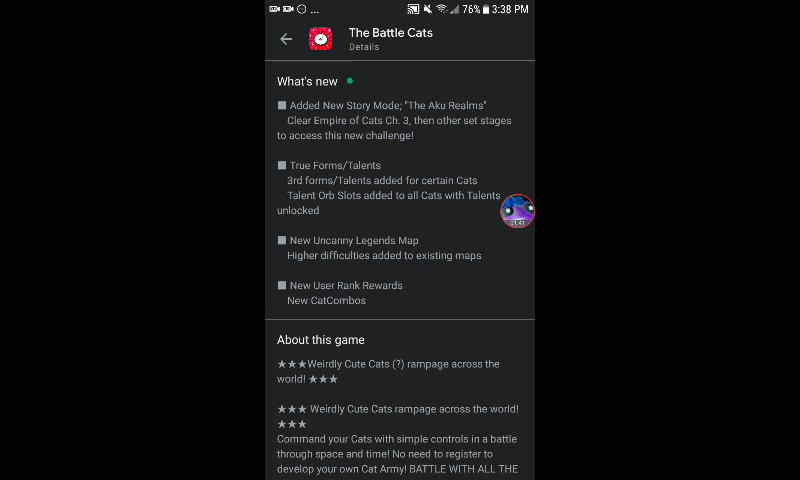 ... 76% 3:38 PM
The Battle Cats
Details
What's new
■ Added New Story Mode; "The Aku Realms"
Clear Empire of Cats Ch. 3, then other set stages
to access this new challenge!
■ True Forms/Talents
3rd forms/Talents added for certain Cats
Talent Orb Slots added to all Cats with Talents
unlocked
■ New Uncanny Legends Map
Higher difficulties added to existing maps
■ New User Rank Rewards
New CatCombos
About this game
★★★Weirdly Cute Cats (?) rampage across the
world! ★★★
★★★ Weirdly Cute Cats rampage across the world!
★★★
Command your Cats with simple controls in a battle
through space and time! No need to register to
develop your own Cat Army! BATTLE WITH ALL THE